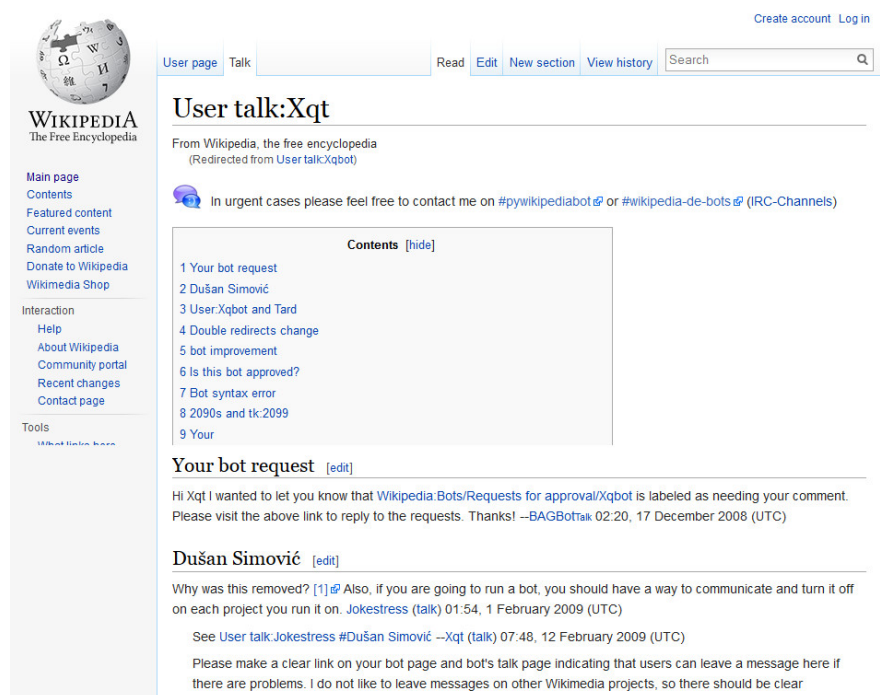 Create account Log in
User page Talk Read Edit New section View history Search
WIKIPEDIA
The Free Encyclopedia
Main page
Contents
Featured content
Current events
Random article
Donate to Wikipedia
Wikimedia Shop
Interaction
Help
About Wikipedia
Community portal
Recent changes
Contact page
Tools
What links here
User talk:Xqt
From Wikipedia, the free encyclopedia
(Redirected from User talk:Xqbot)
In urgent cases please feel free to contact me on #pywikipediabot or #wikipedia-de-bots (IRC-Channels)
Contents [hide]
1 Your bot request
2 Dušan Simović
3 User:Xqbot and Tard
4 Double redirects change
5 bot improvement
6 Is this bot approved?
7 Bot syntax error
8 2090s and tk:2099
9 Your
Your bot request [edit]
Hi Xqt I wanted to let you know that Wikipedia:Bots/Requests for approval/Xqbot is labeled as needing your comment.
Please visit the above link to reply to the requests. Thanks! --BAGBotTalk 02:20, 17 December 2008 (UTC)
Dušan Simović [edit]
Why was this removed? [1] Also, if you are going to run a bot, you should have a way to communicate and turn it off
on each project you run it on. Jokestress (talk) 01:54, 1 February 2009 (UTC)
See User talk:Jokestress #Dušan Simović --Xqt (talk) 07:48, 12 February 2009 (UTC)
Please make a clear link on your bot page and bot's talk page indicating that users can leave a message here if
there are problems. I do not like to leave messages on other Wikimedia projects, so there should be clear